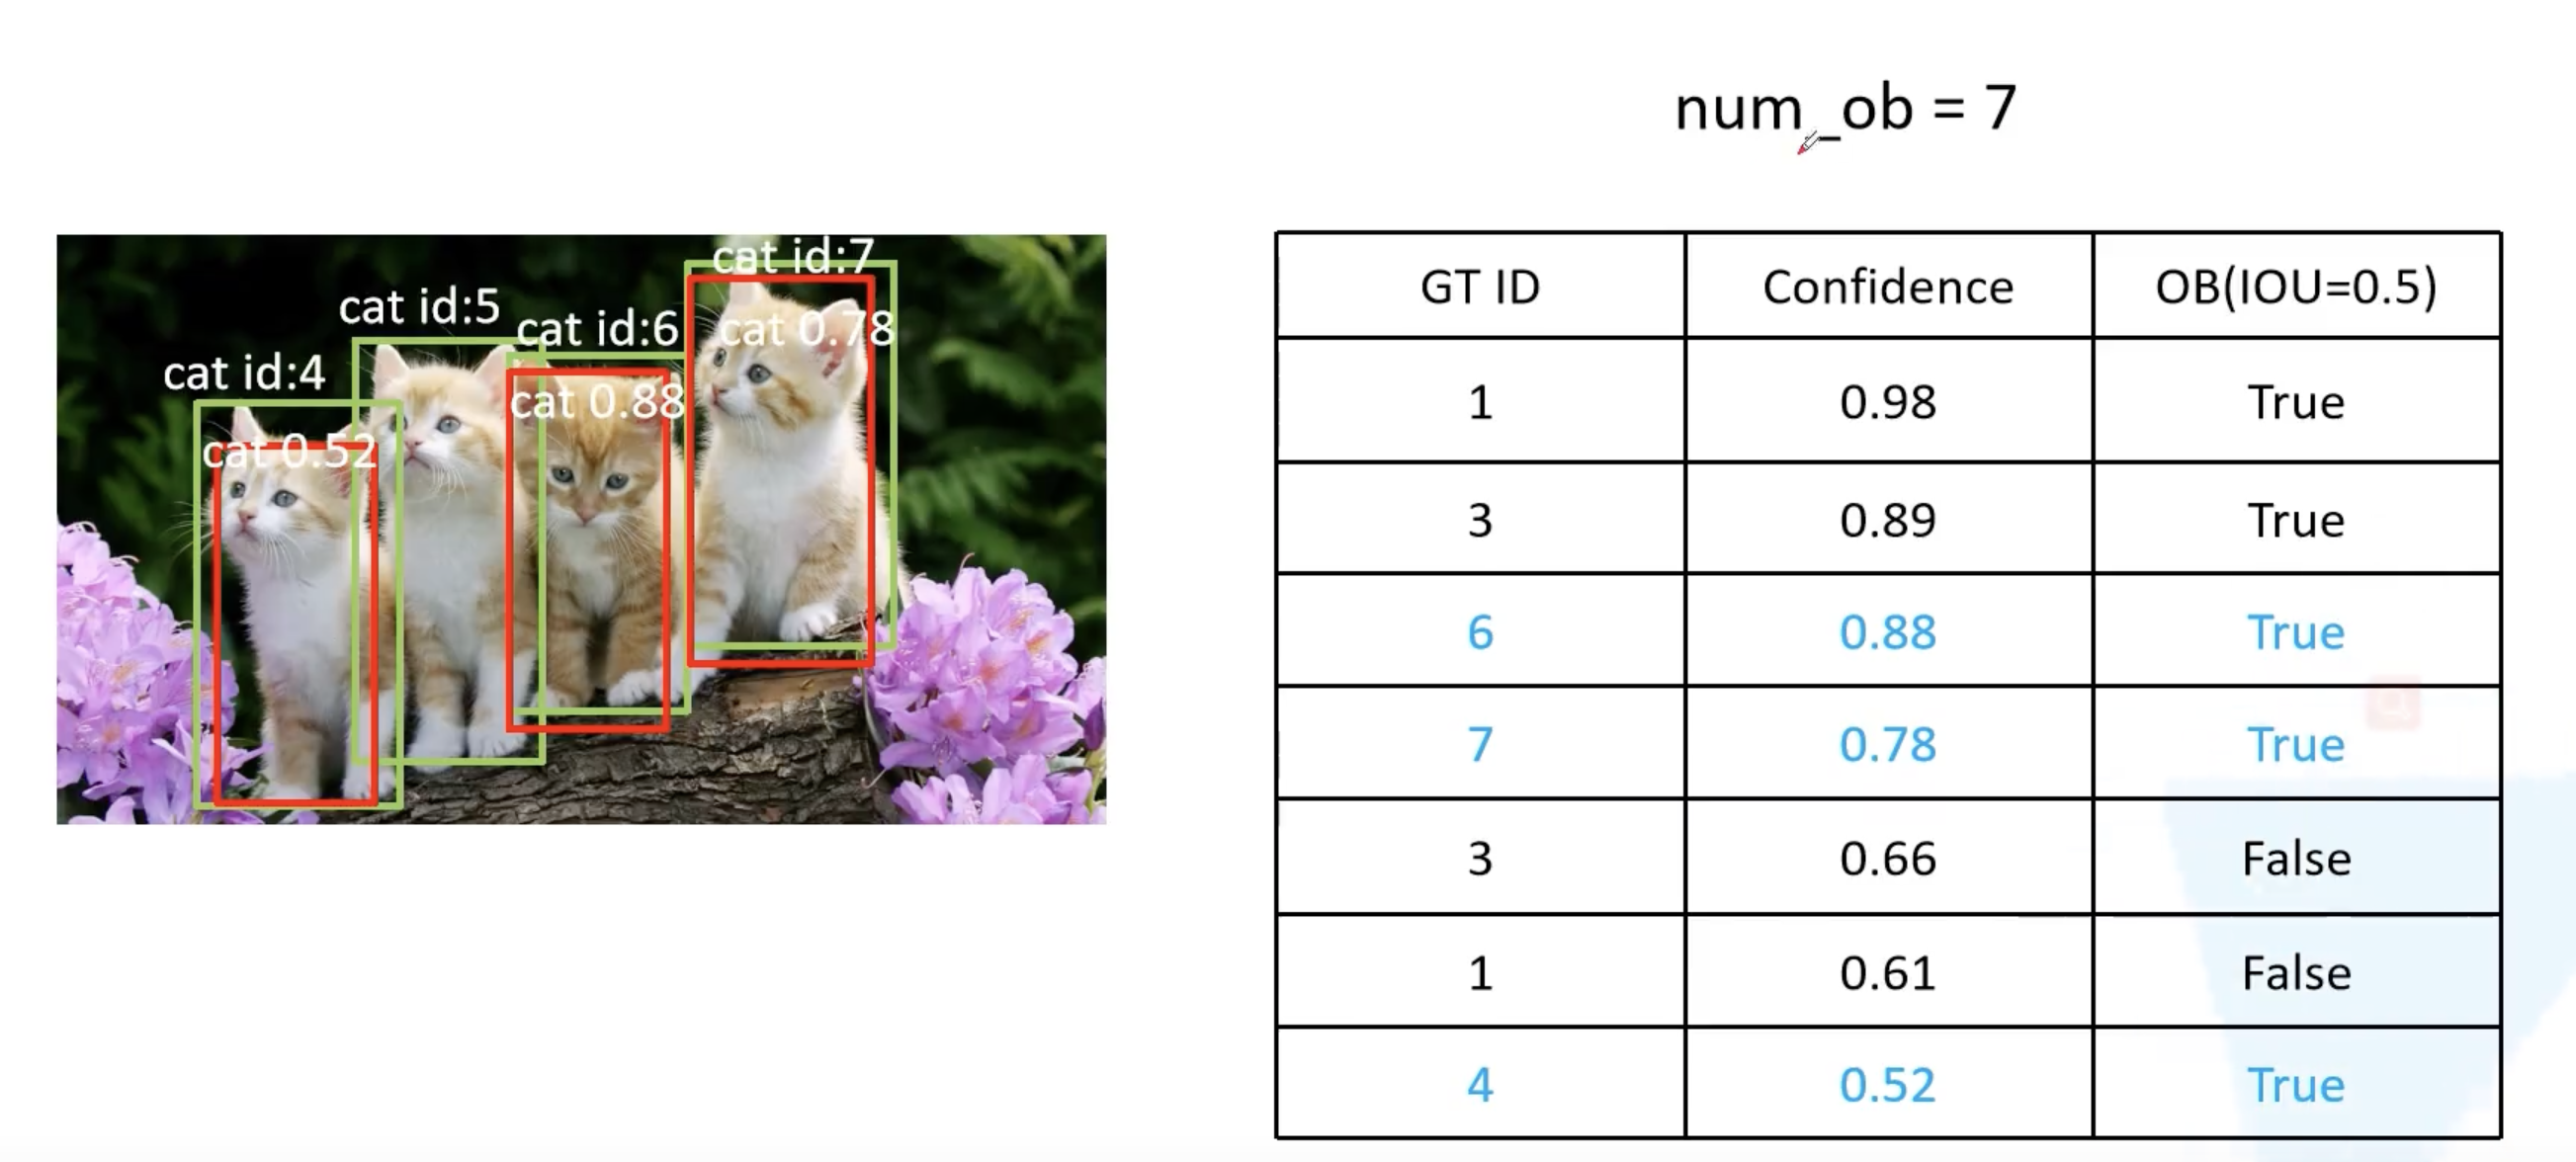 num_ob = 7
cat id:7
cat id:5
cat id:6
cat 0.78
cat id:4
cat 0.88
cat 0.52
GT ID Confidence OB(IOU=0.5)
1 0.98 True
3 0.89 True
6 0.88 True
7 0.78 True
3 0.66 False
1 0.61 False
4 0.52 True